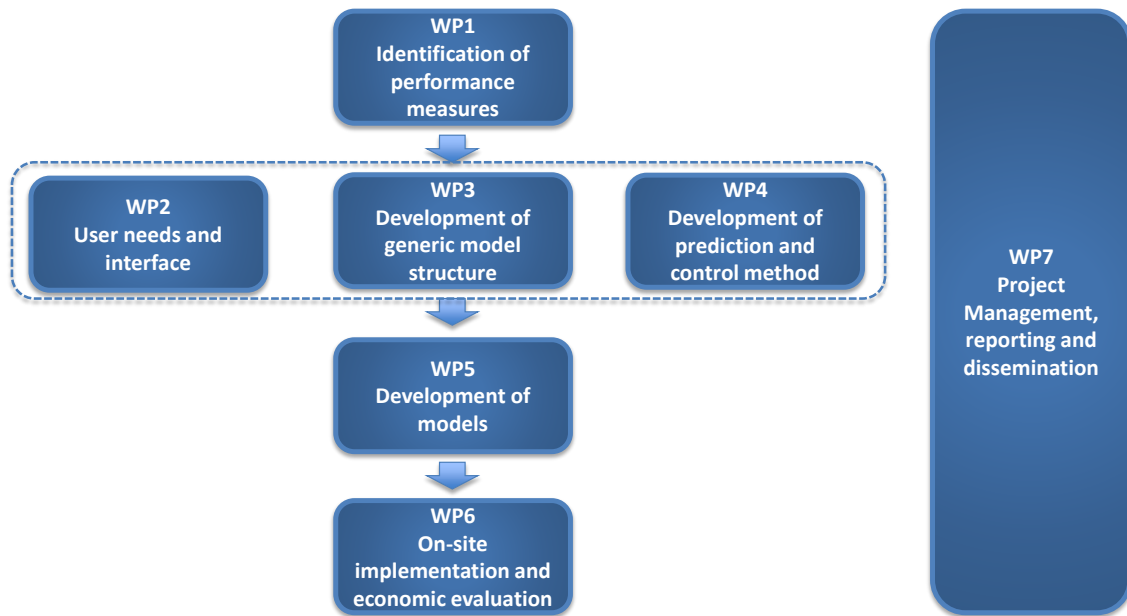 WP1
Identification of
performance
measures
WP2
User needs and
interface
WP3
Development of
generic model
structure
WP4
Development of
prediction and
control method
WP5
Development of
models
WP6
On-site
implementation and
economic evaluation
WP7
Project
Management,
reporting and
dissemination